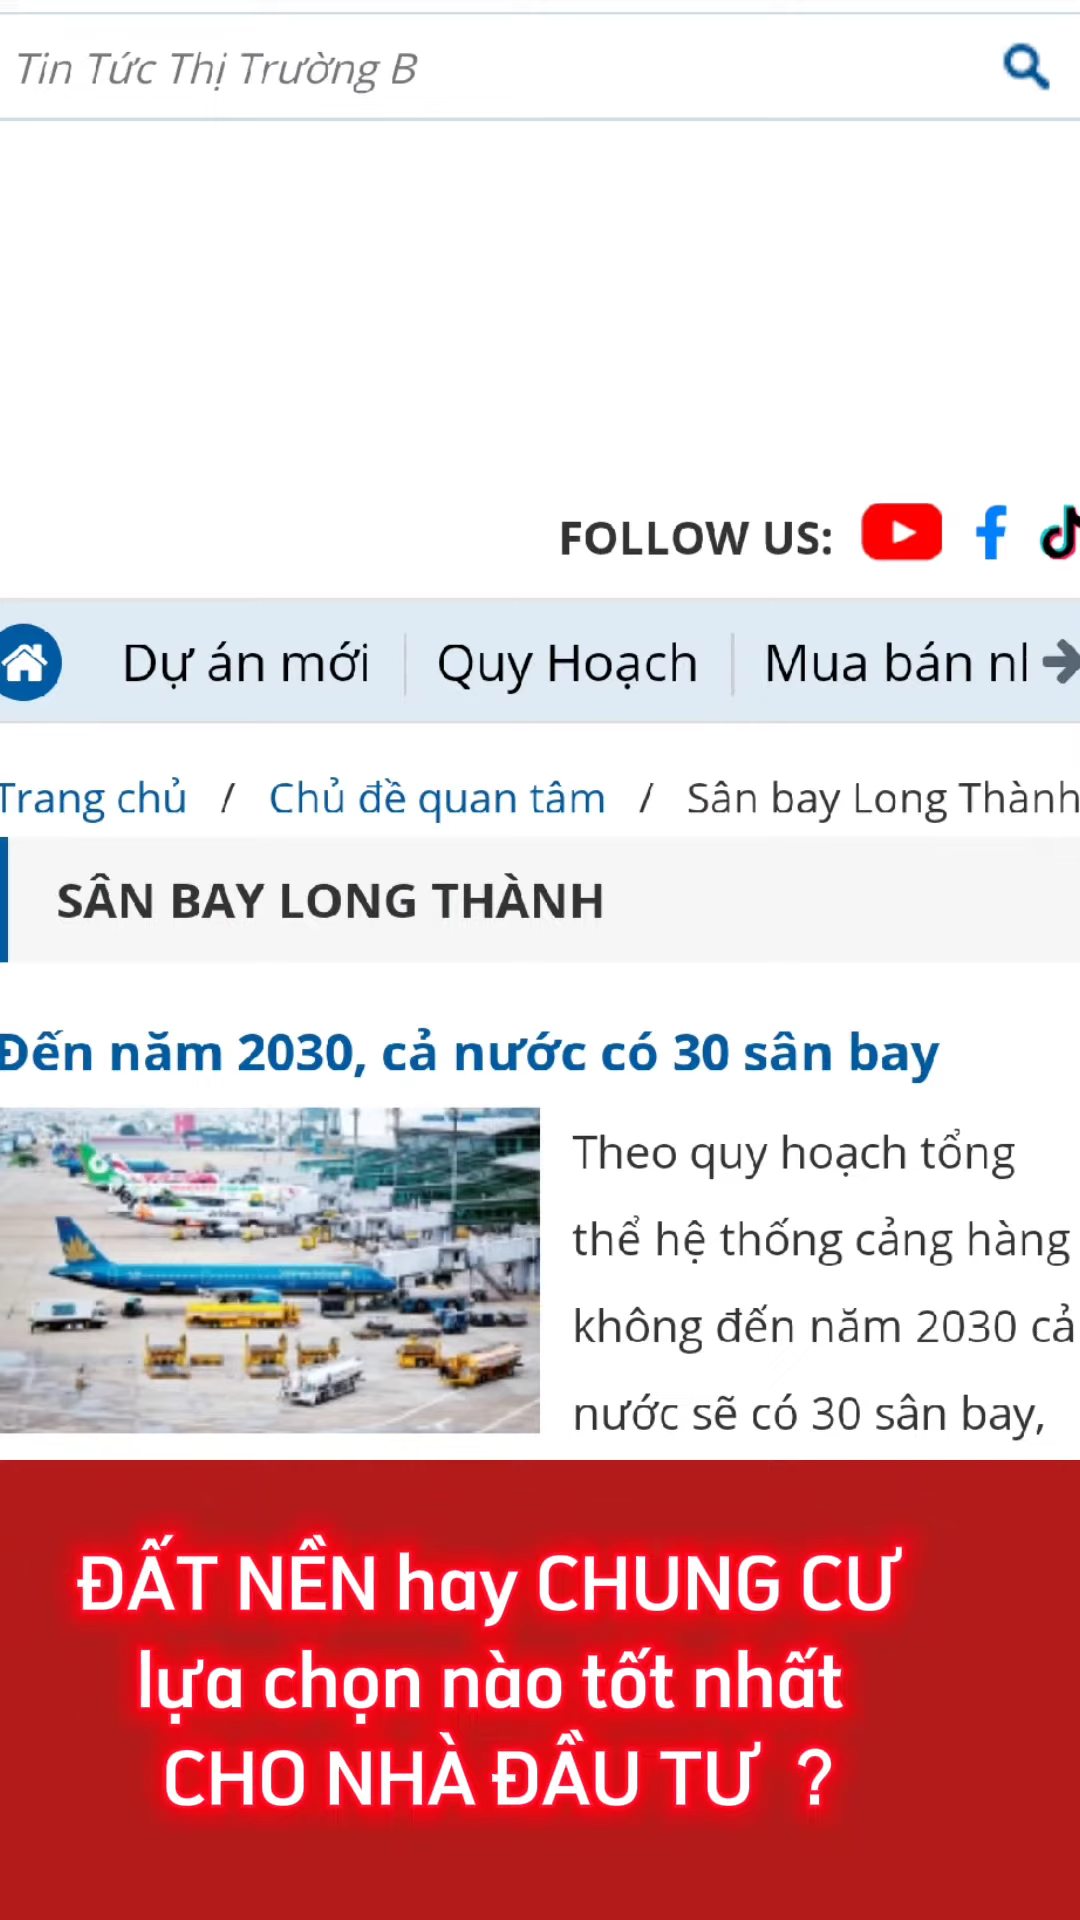 Tin Tức Thị Trường B
FOLLOW US:
Dự án mới
Quy Hoạch
Mua bán nl
Trang chủ / Chủ đề quan tâm / Sân bay Long Thành
SÂN BAY LONG THÀNH
Đến năm 2030, cả nước có 30 sân bay
Theo quy hoạch tổng
thể hệ thống cảng hàng
không đến năm 2030 cả
nước sẽ có 30 sân bay,
ĐẤT NỀN hay CHUNG CƯ
lựa chọn nào tốt nhất
CHO NHÀ ĐẦU TƯ ?